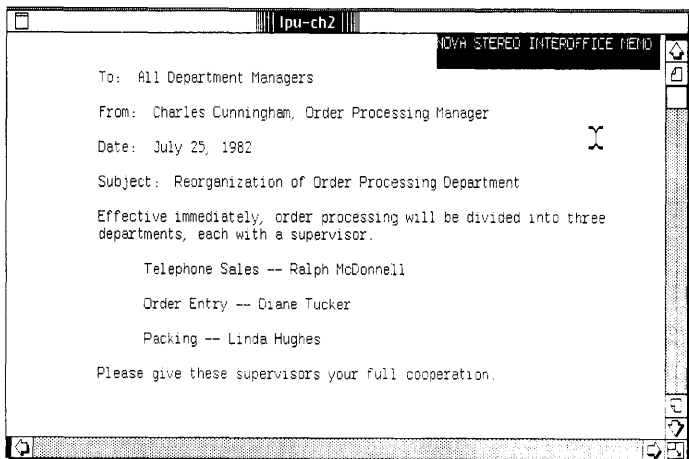 lpu-ch2
NOVA STEREO INTEROFFICE MEMO
To: All Department Managers
From: Charles Cunningham, Order Processing Manager
Date: July 25, 1982
Subject: Reorganization of Order Processing Department
Effective immediately, order processing will be divided into three
departments, each with a supervisor.
Telephone Sales -- Ralph McDonnell
Order Entry -- Diane Tucker
Packing -- Linda Hughes
Please give these supervisors your full cooperation.